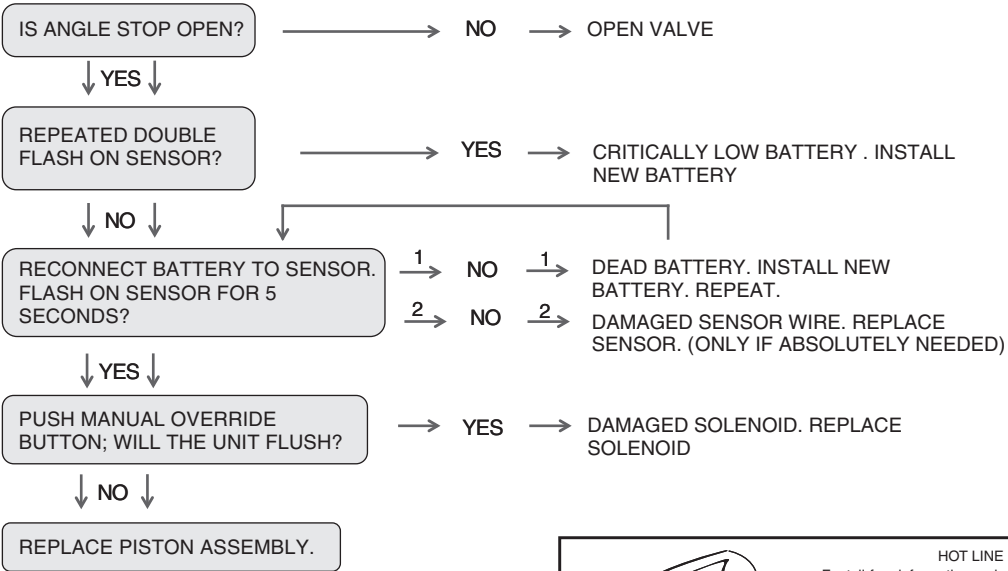 IS ANGLE STOP OPEN?
NO
OPEN VALVE
YES
REPEATED DOUBLE
FLASH ON SENSOR?
YES
CRITICALLY LOW BATTERY . INSTALL
NEW BATTERY
NO
RECONNECT BATTERY TO SENSOR.
FLASH ON SENSOR FOR 5
SECONDS?
1
NO
1
DEAD BATTERY. INSTALL NEW
BATTERY. REPEAT.
2
NO
2
DAMAGED SENSOR WIRE. REPLACE
SENSOR. (ONLY IF ABSOLUTELY NEEDED)
YES
PUSH MANUAL OVERRIDE
BUTTON; WILL THE UNIT FLUSH?
YES
DAMAGED SOLENOID. REPLACE
SOLENOID
NO
REPLACE PISTON ASSEMBLY.
HOT LINE